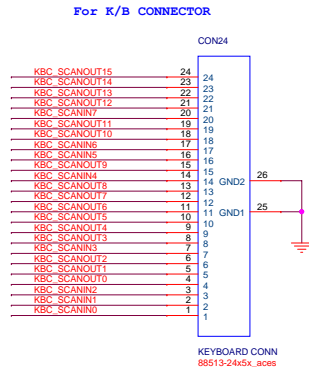 For K/B CONNECTOR
CON24
KBC_SCANOUT15 24 24
KBC_SCANOUT14 23 23
KBC_SCANOUT13 22 22
KBC_SCANOUT12 21 21
KBC_SCANIN7 20 20
KBC_SCANOUT11 19 19
KBC_SCANOUT10 18 18
KBC_SCANIN6 17 17
KBC_SCANIN5 16 16
KBC_SCANOUT9 15 15
KBC_SCANIN4 14 14 GND2 26
KBC_SCANOUT8 13 13
KBC_SCANOUT7 12 12
KBC_SCANOUT6 11 11 GND1 25
KBC_SCANOUT5 10 10
KBC_SCANOUT4 9 9
KBC_SCANOUT3 8 8
KBC_SCANIN3 7 7
KBC_SCANOUT2 6 6
KBC_SCANOUT1 5 5
KBC_SCANOUT0 4 4
KBC_SCANIN2 3 3
KBC_SCANIN1 2 2
KBC_SCANIN0 1 1
KEYBOARD CONN
88513-24x5x_aces